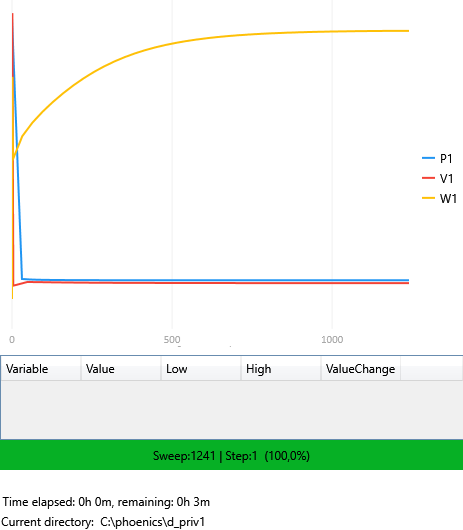 P1
V1
W1
0 500 1000
Variable Value Low High ValueChange
Sweep:1241 | Step:1 (100,0%)
Time elapsed: 0h 0m, remaining: 0h 3m
Current directory: C:\phoenics\d_priv1